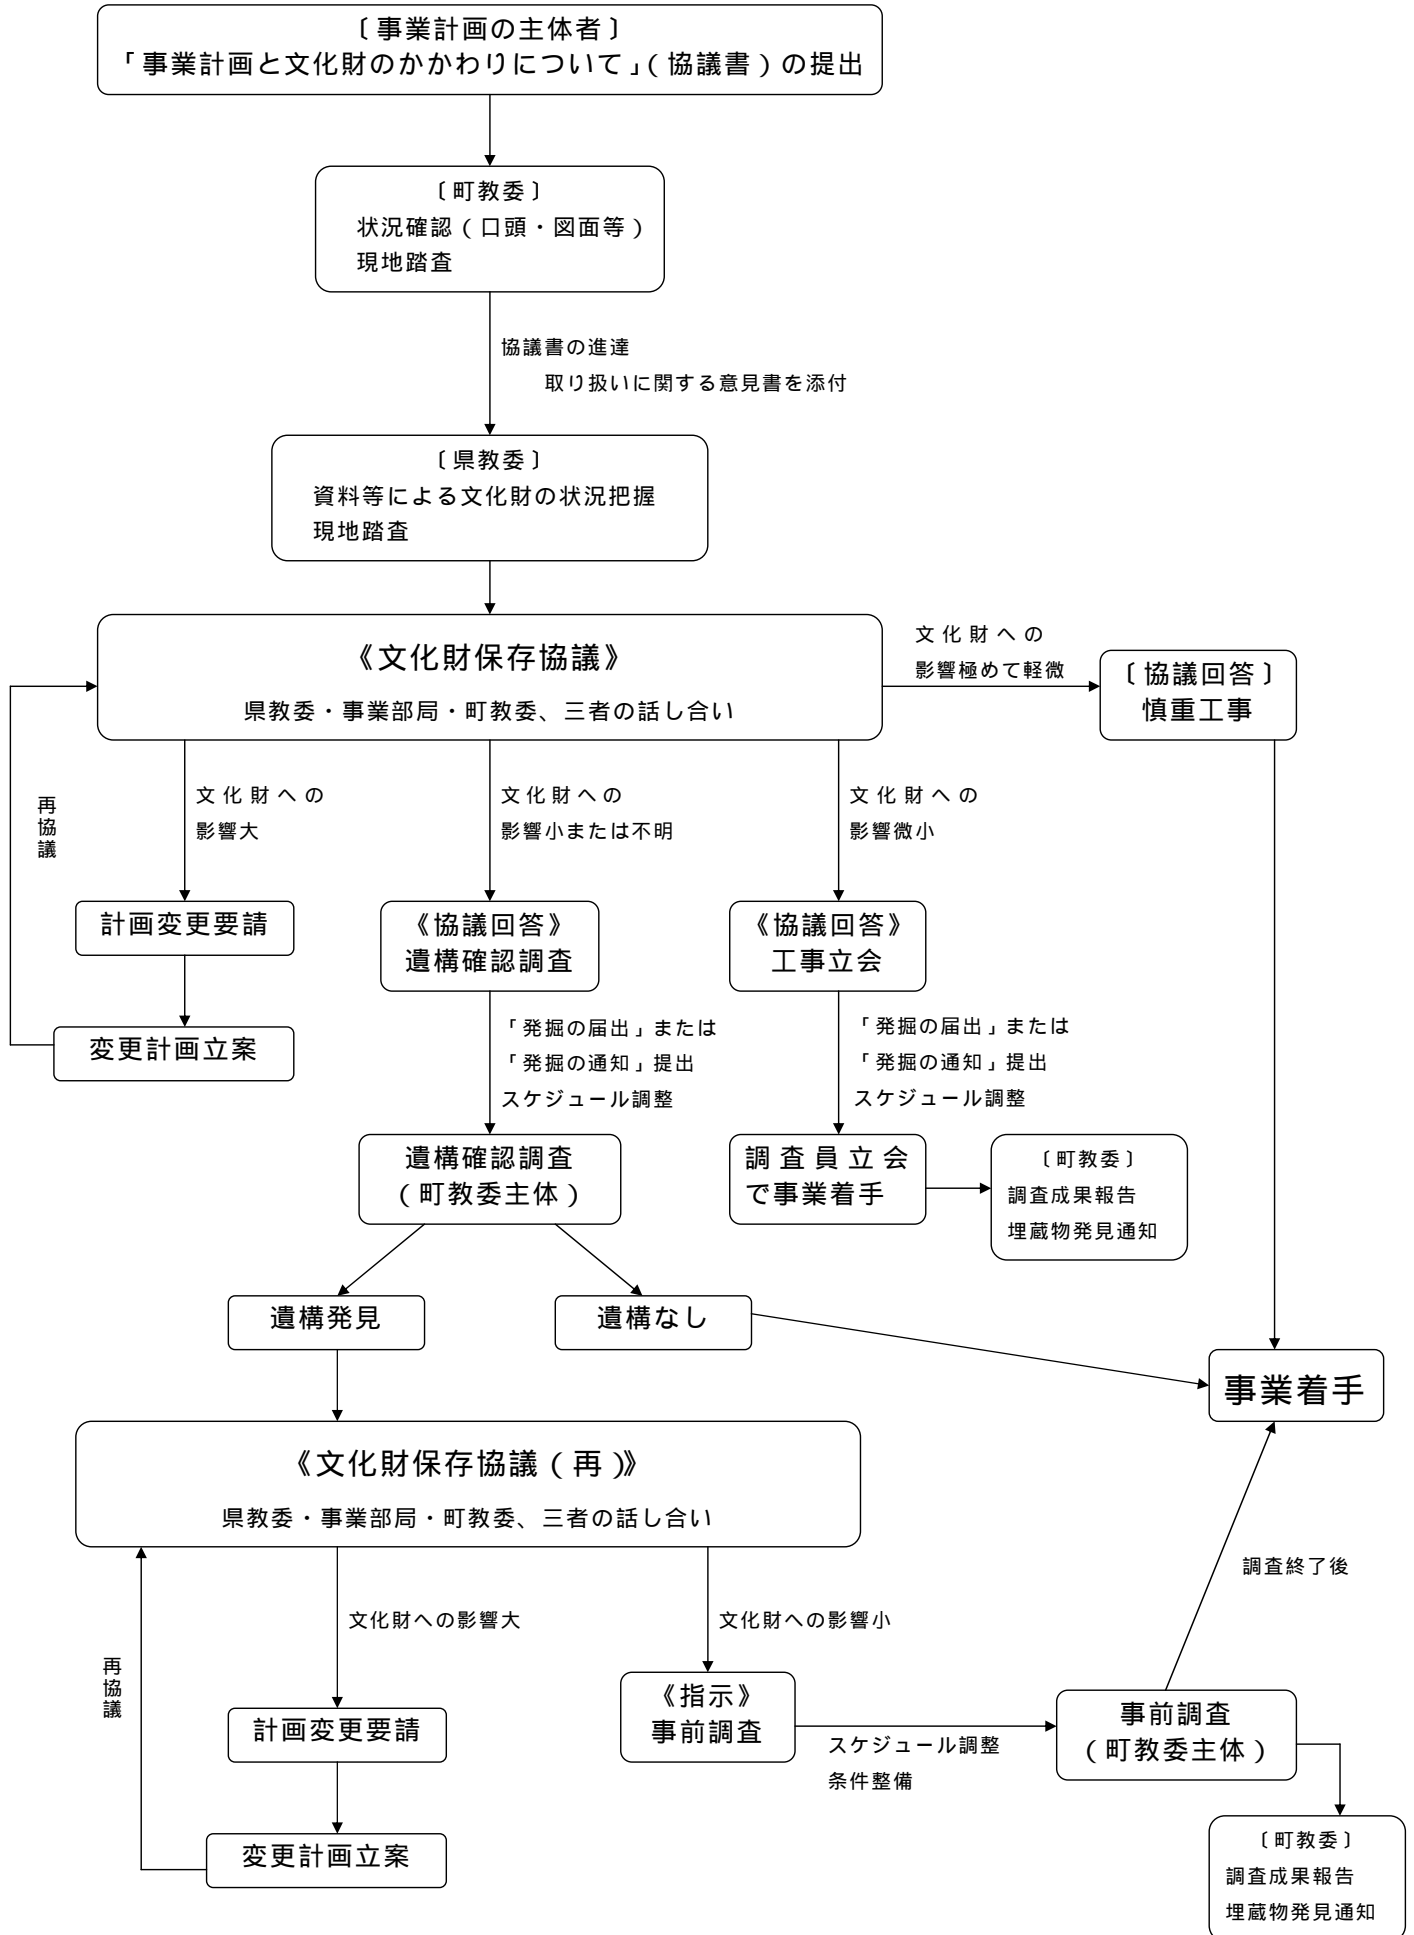 〔事業計画の主体者〕
「事業計画と文化財のかかわりについて」(協議書)の提出
〔町教委〕
状況確認(口頭・図面等)
現地踏査
協議書の進達
取り扱いに関する意見書を添付
〔県教委〕
資料等による文化財の状況把握
現地踏査
《文化財保存協議》
県教委・事業部局・町教委、三者の話し合い
文化財への
影響極めて軽微
〔協議回答〕
慎重工事
再協議
文化財への
影響大
文化財への
影響小または不明
文化財への
影響微小
計画変更要請
《協議回答》
遺構確認調査
《協議回答》
工事立会
変更計画立案
「発掘の届出」または
「発掘の通知」提出
スケジュール調整
「発掘の届出」または
「発掘の通知」提出
スケジュール調整
遺構確認調査
(町教委主体)
調査員立会
で事業着手
〔町教委〕
調査成果報告
埋蔵物発見通知
遺構発見
遺構なし
事業着手
《文化財保存協議(再)》
県教委・事業部局・町教委、三者の話し合い
調査終了後
再協議
文化財への影響大
文化財への影響小
計画変更要請
《指示》
事前調査
スケジュール調整
条件整備
事前調査
(町教委主体)
変更計画立案
〔町教委〕
調査成果報告
埋蔵物発見通知